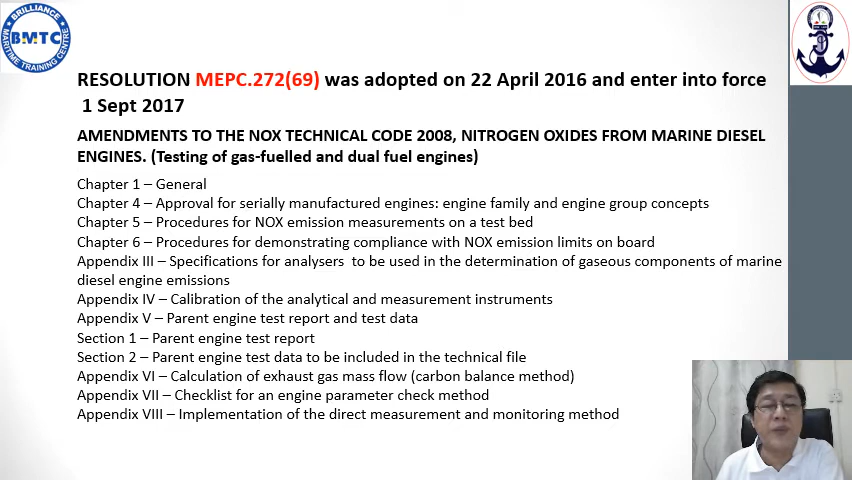 BRILLIANCE
BMTC
MARITIME TRAINING CENTRE
RESOLUTION MEPC.272(69) was adopted on 22 April 2016 and enter into force
1 Sept 2017
AMENDMENTS TO THE NOX TECHNICAL CODE 2008, NITROGEN OXIDES FROM MARINE DIESEL
ENGINES. (Testing of gas-fuelled and dual fuel engines)
Chapter 1 – General
Chapter 4 – Approval for serially manufactured engines: engine family and engine group concepts
Chapter 5 – Procedures for NOX emission measurements on a test bed
Chapter 6 – Procedures for demonstrating compliance with NOX emission limits on board
Appendix III – Specifications for analysers to be used in the determination of gaseous components of marine
diesel engine emissions
Appendix IV – Calibration of the analytical and measurement instruments
Appendix V – Parent engine test report and test data
Section 1 – Parent engine test report
Section 2 – Parent engine test data to be included in the technical file
Appendix VI – Calculation of exhaust gas mass flow (carbon balance method)
Appendix VII – Checklist for an engine parameter check method
Appendix VIII – Implementation of the direct measurement and monitoring method